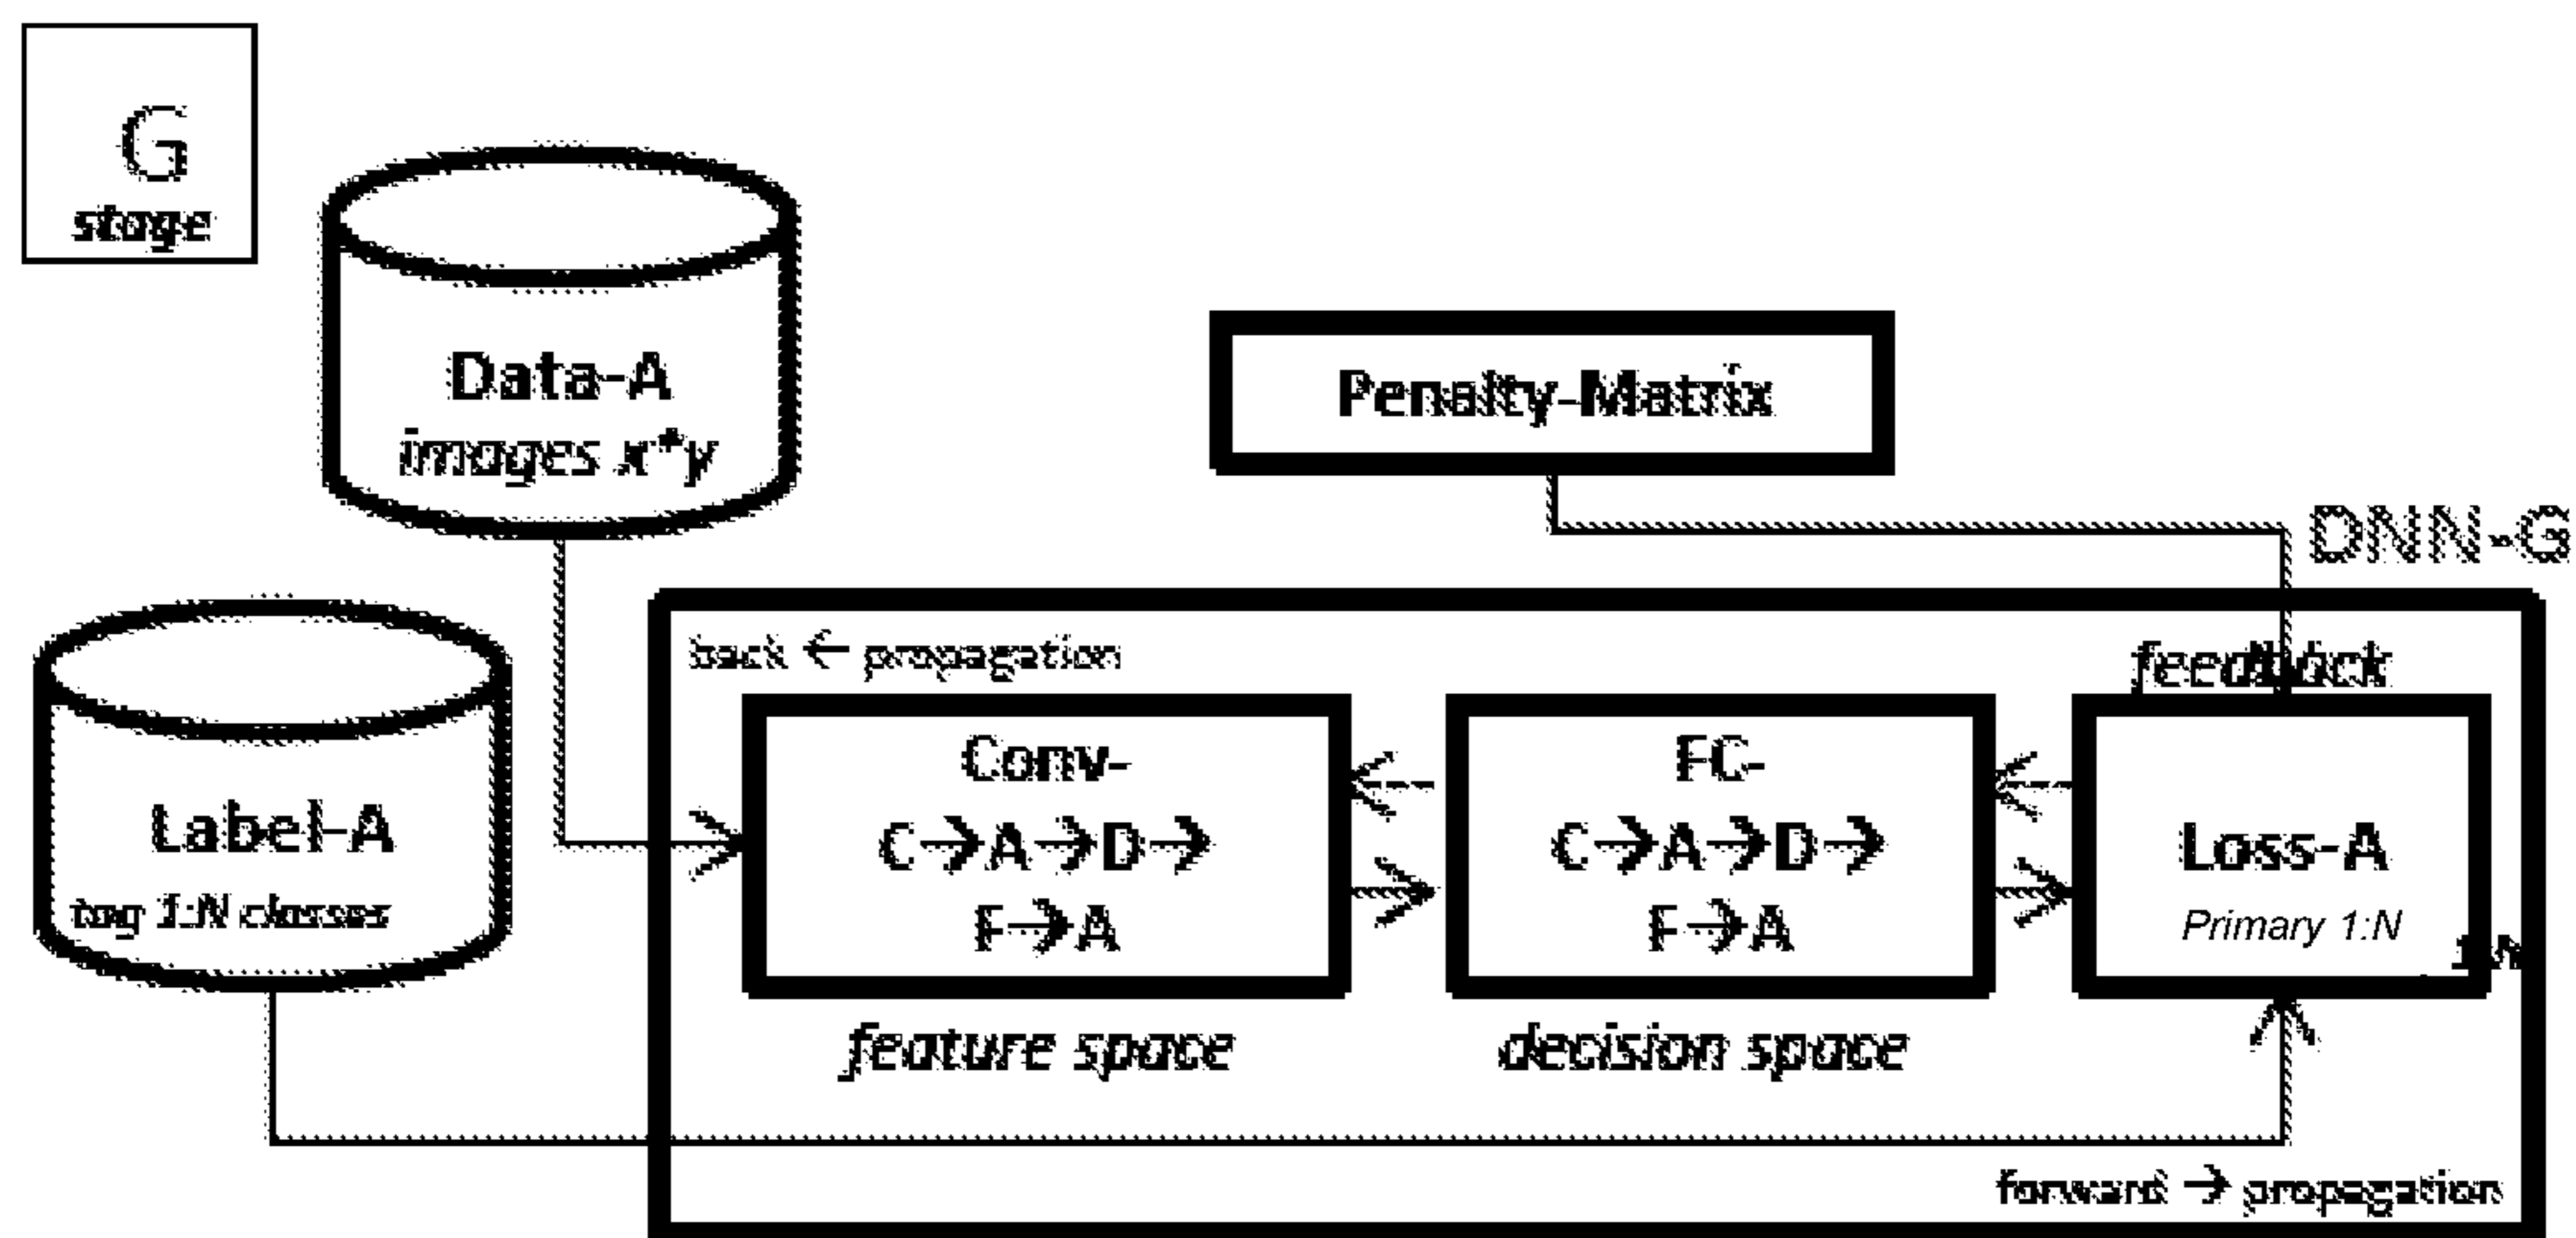 G
stage
Data-A
images x*y
Penalty-Matrix
DNN-G
back ← propagation
feedback
Conv-
C→A→D→
F→A
FC-
C→A→D→
F→A
Label-A
tag 1:N classes
Loss-A
Primary 1:N
feature space
decision space
forward → propagation